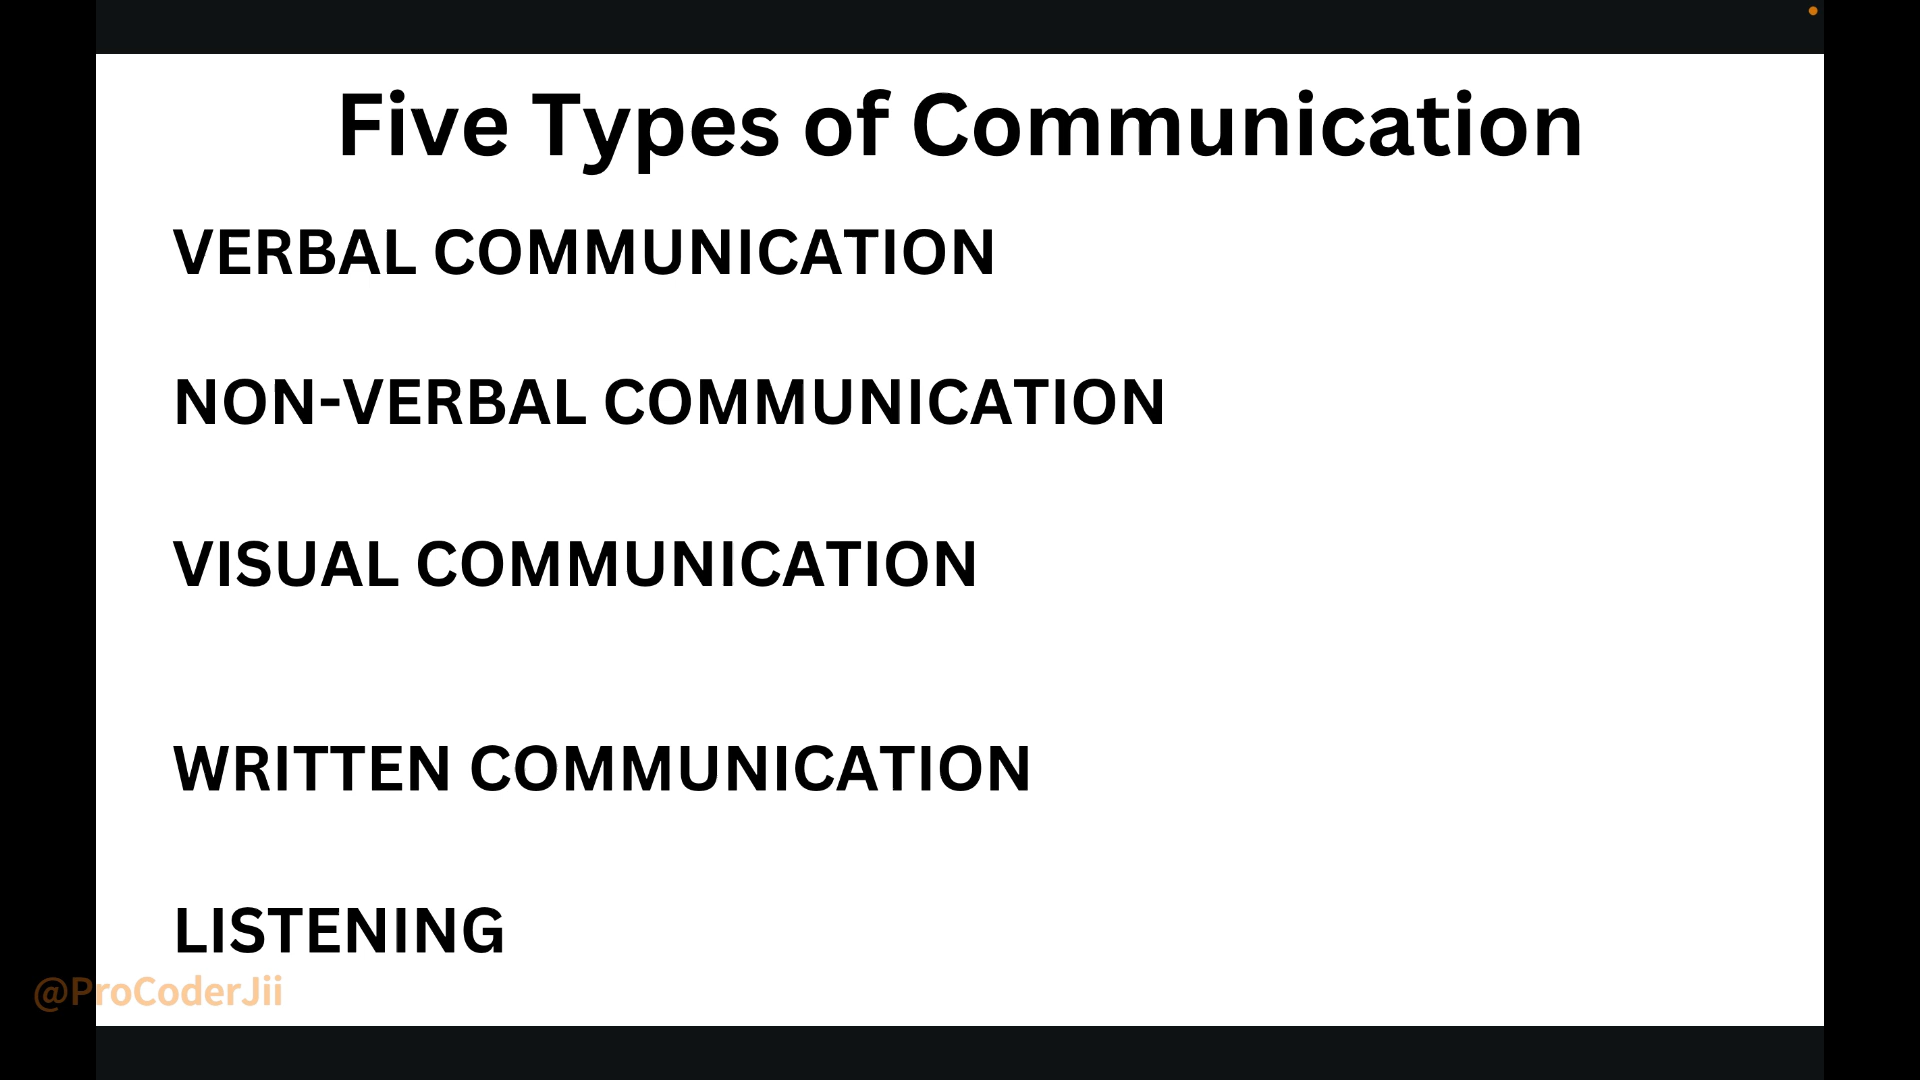 Five Types of Communication
VERBAL COMMUNICATION
NON-VERBAL COMMUNICATION
VISUAL COMMUNICATION
WRITTEN COMMUNICATION
LISTENING
@ProCoderJii